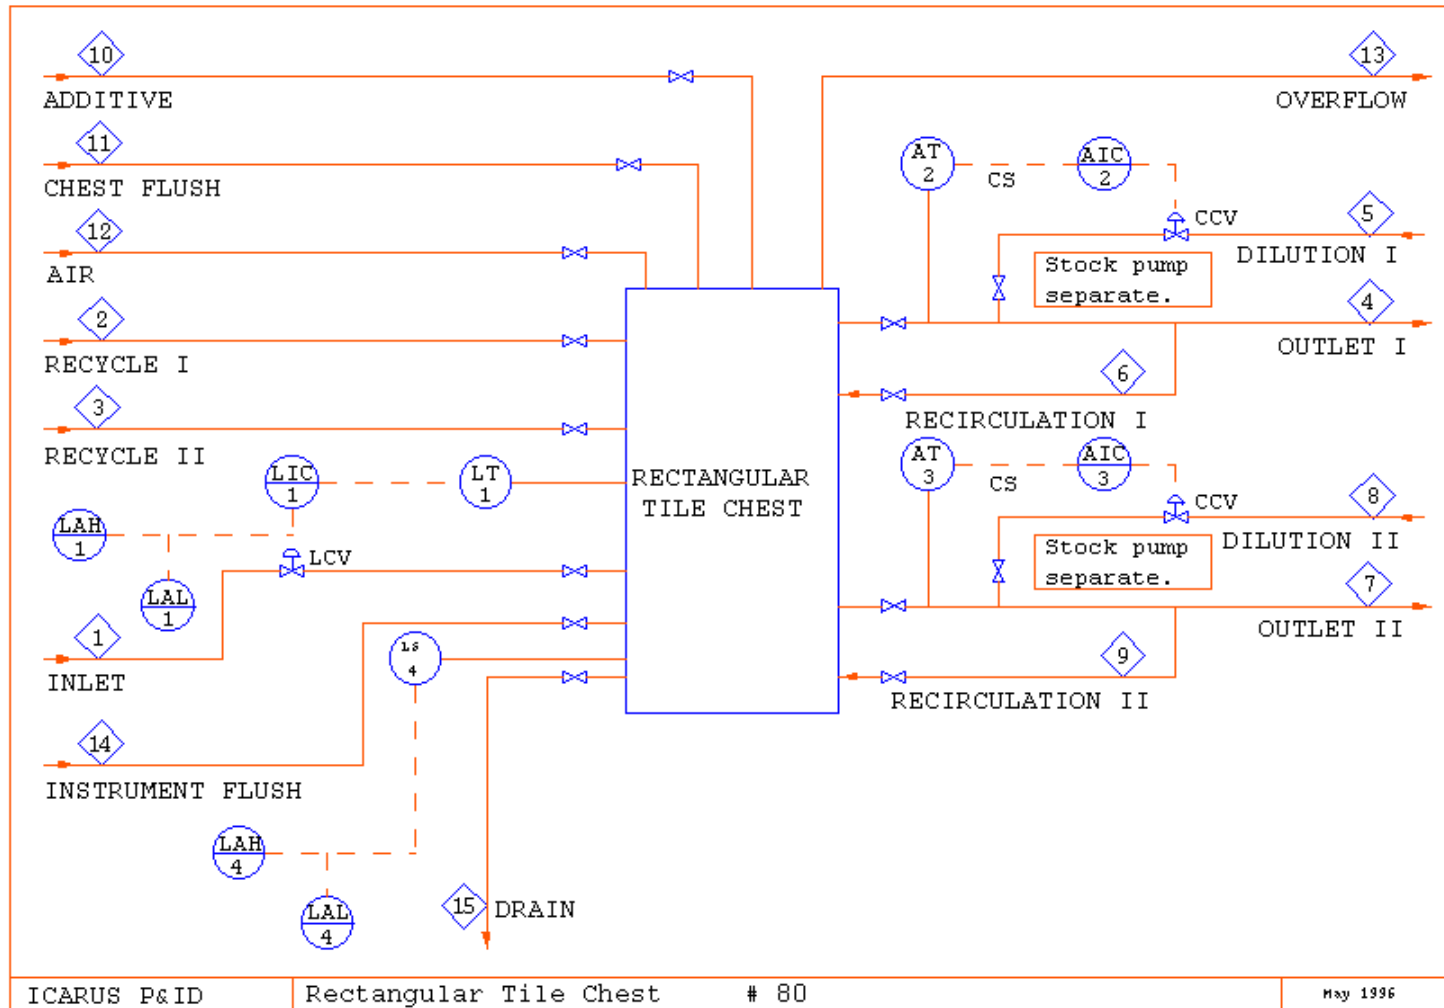 10
ADDITIVE
13
OVERFLOW
11
CHEST FLUSH
AT
2
CS
AIC
2
12
AIR
CCV
5
DILUTION I
Stock pump
separate.
2
RECYCLE I
4
OUTLET I
3
RECYCLE II
6
RECIRCULATION I
LIC
1
LT
1
RECTANGULAR
TILE CHEST
AT
3
CS
AIC
3
LAH
1
LAL
1
LCV
CCV
8
DILUTION II
Stock pump
separate.
1
INLET
LS
4
7
OUTLET II
9
RECIRCULATION II
14
INSTRUMENT FLUSH
LAH
4
LAL
4
15
DRAIN
ICARUS P&ID
Rectangular Tile Chest # 80
May 1996